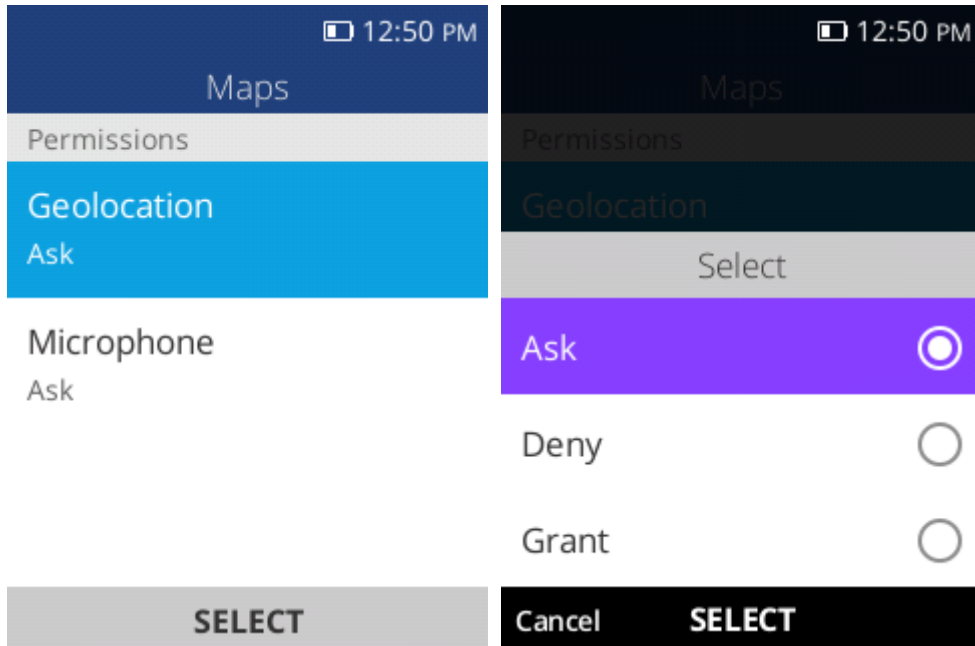 12:50 PM
Maps
Permissions
Geolocation
Ask
Microphone
Ask
SELECT
12:50 PM
Maps
Permissions
Geolocation
Select
Ask
Deny
Grant
Cancel SELECT